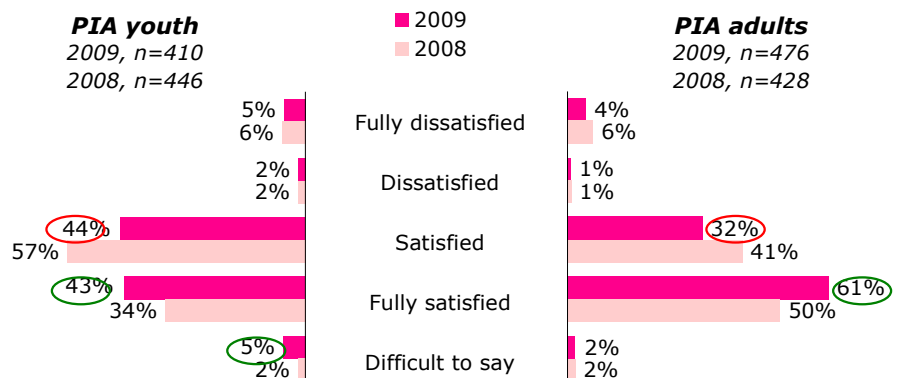 PIA youth
2009, n=410
2008, n=446
2009
2008
PIA adults
2009, n=476
2008, n=428
5%
6%
Fully dissatisfied
4%
6%
2%
2%
Dissatisfied
1%
1%
44%
57%
Satisfied
32%
41%
43%
34%
Fully satisfied
61%
50%
5%
2%
Difficult to say
2%
2%